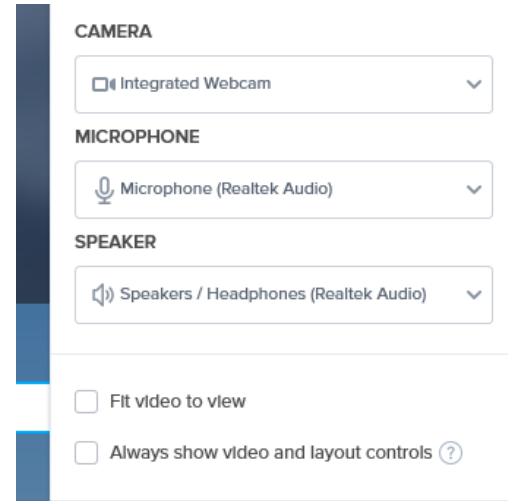 CAMERA
Integrated Webcam
MICROPHONE
Microphone (Realtek Audio)
SPEAKER
Speakers / Headphones (Realtek Audio)
Fit video to view
Always show video and layout controls ?